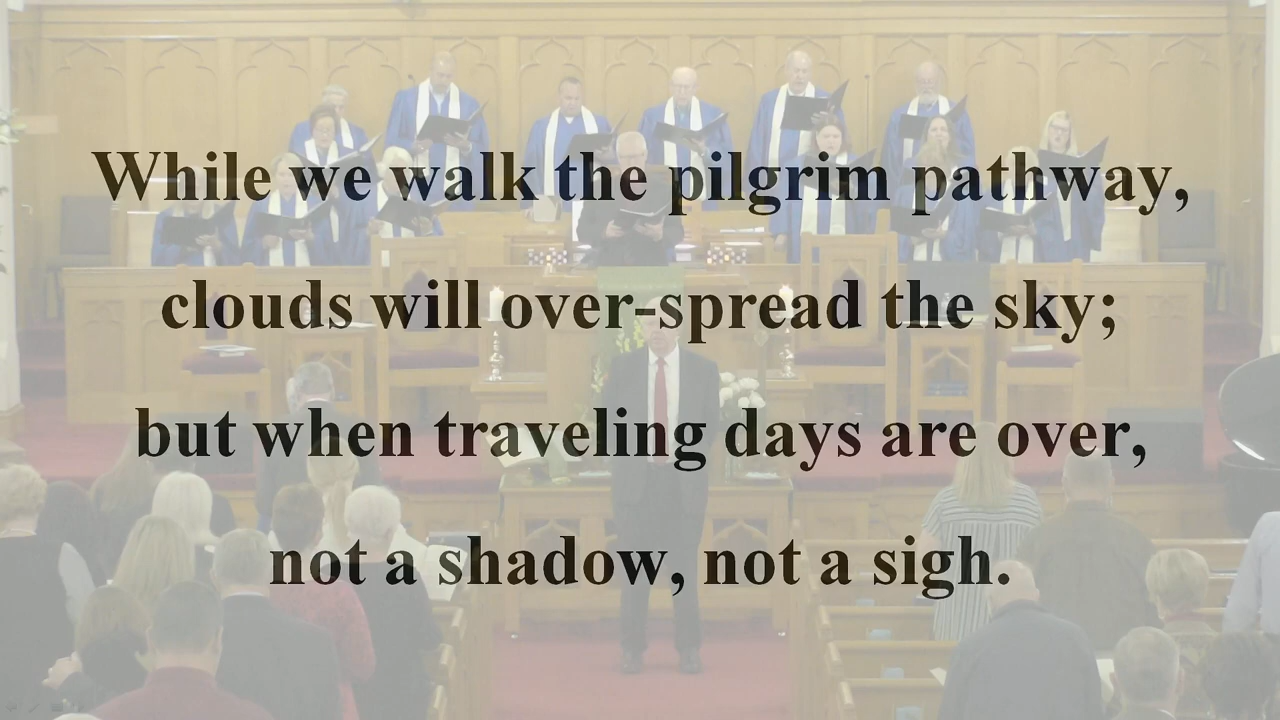 While we walk the pilgrim pathway,
clouds will over-spread the sky;
but when traveling days are over,
not a shadow, not a sigh.